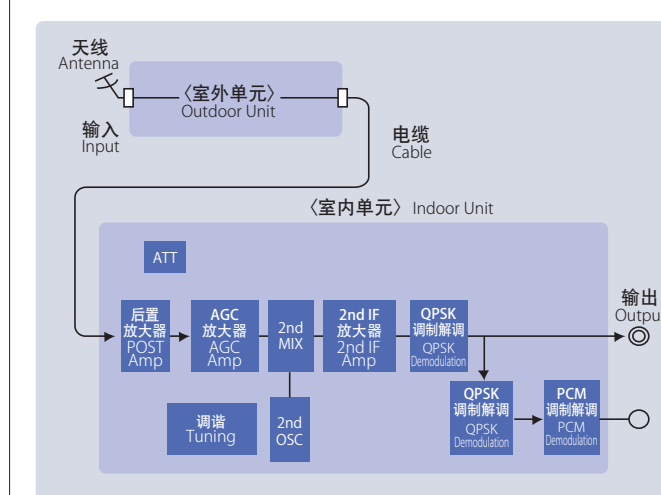 天线
Antenna
〈室外单元〉
Outdoor Unit
输入
Input
电缆
Cable
〈室内单元〉 Indoor Unit
ATT
后置
放大器
POST
Amp
AGC
放大器
AGC
Amp
2nd
MIX
2nd IF
放大器
2nd IF
Amp
QPSK
调制解调
QPSK
Demodulation
输出
Outpu
调谐
Tuning
2nd
OSC
QPSK
调制解调
QPSK
Demodulation
PCM
调制解调
PCM
Demodulation